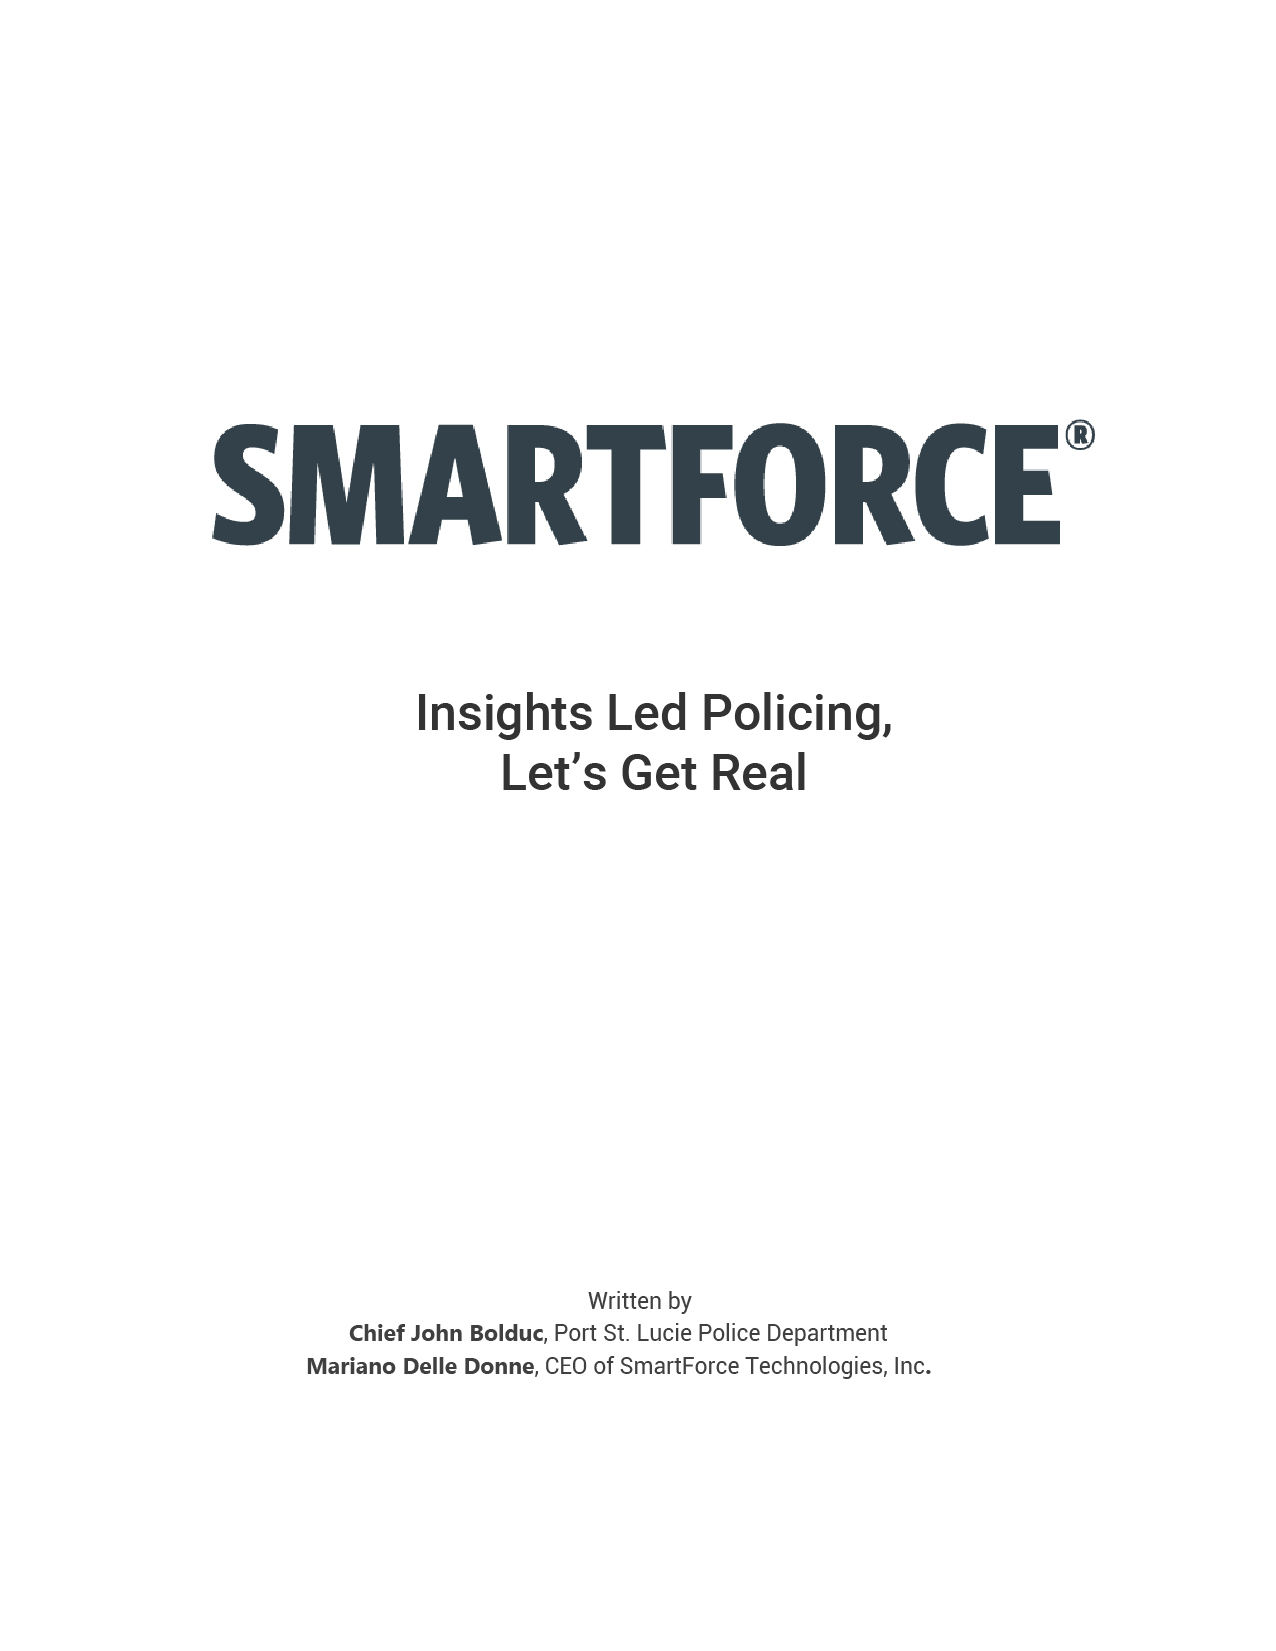 SMARTFORCE®
Insights Led Policing,
Let’s Get Real
Written by
Chief John Bolduc, Port St. Lucie Police Department
Mariano Delle Donne, CEO of SmartForce Technologies, Inc.